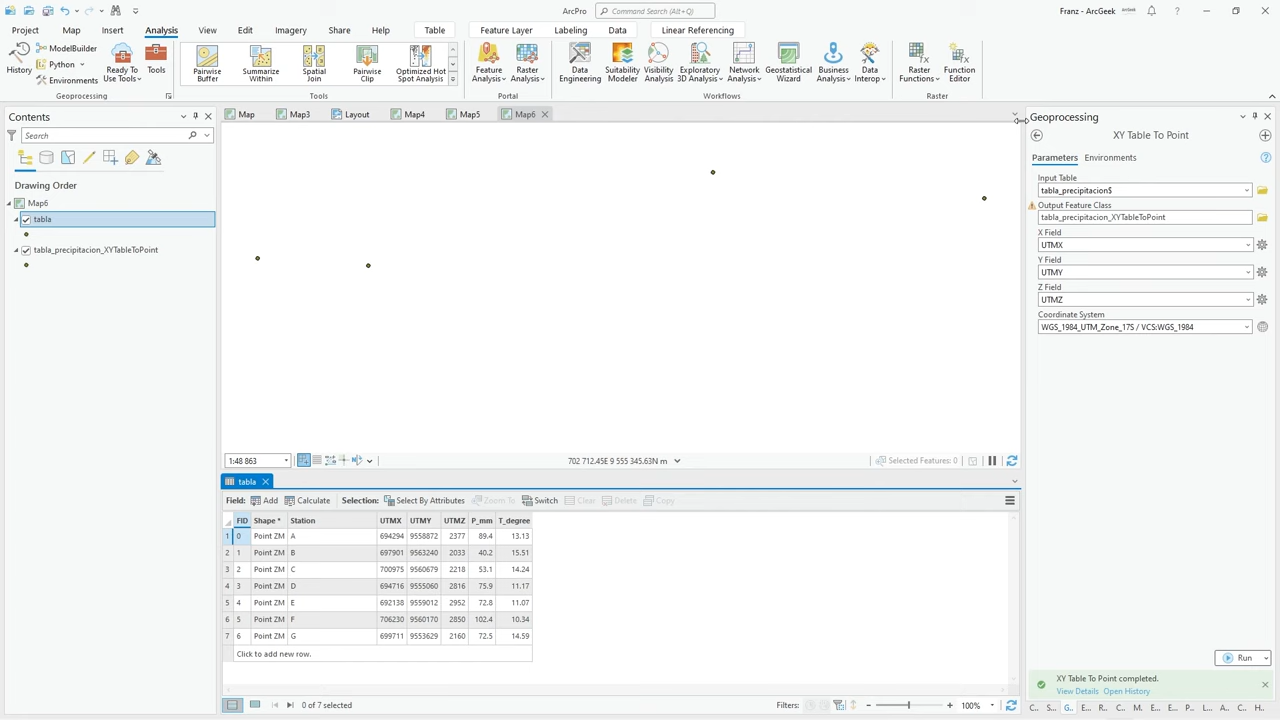 ArcPro
Command Search (Alt+Q)
Franz - ArcGeek
?
Project
Map
Insert
Analysis
View
Edit
Imagery
Share
Help
Table
Feature Layer
Labeling
Data
Linear Referencing
History
ModelBuilder
Python
Environments
Ready To Use Tools
Tools
Geoprocessing
Pairwise Buffer
Summarize Within
Spatial Join
Pairwise Clip
Optimized Hot Spot Analysis
Tools
Feature Analysis
Raster Analysis
Portal
Data Engineering
Suitability Modeler
Visibility Analysis
Exploratory 3D Analysis
Network Analysis
Geostatistical Wizard
Business Analysis
Data Interop
Workflows
Raster Functions
Function Editor
Raster
Contents
Search
Drawing Order
Map6
tabla
tabla_precipitacion_XYTableToPoint
Map
Map3
Layout
Map4
Map5
Map6
1:48 863
702 712.45E 9 555 345.63N m
Selected Features: 0
tabla
Field:
Add
Calculate
Selection:
Select By Attributes
Zoom To
Switch
Clear
Delete
Copy
FID Shape * Station UTMX UTMY UTMZ P_mm T_degree
1 0 Point ZM A 694294 9558872 2377 89.4 13.13
2 1 Point ZM B 697901 9563240 2033 40.2 15.51
3 2 Point ZM C 700975 9560679 2218 53.1 14.24
4 3 Point ZM D 694716 9555060 2816 75.9 11.17
5 4 Point ZM E 692138 9559012 2952 72.8 11.07
6 5 Point ZM F 706230 9560170 2850 102.4 10.34
7 6 Point ZM G 699711 9553629 2160 72.5 14.59
Click to add new row.
0 of 7 selected
Filters:
100%
Geoprocessing
XY Table To Point
Parameters
Environments
?
Input Table
tabla_precipitacion$
Output Feature Class
tabla_precipitacion_XYTableToPoint
X Field
UTMX
Y Field
UTMY
Z Field
UTMZ
Coordinate System
WGS_1984_UTM_Zone_17S / VCS:WGS_1984
Run
XY Table To Point completed.
View Details Open History
C... S... G... E... R... C... M... E... E... P... L... A... C... H...